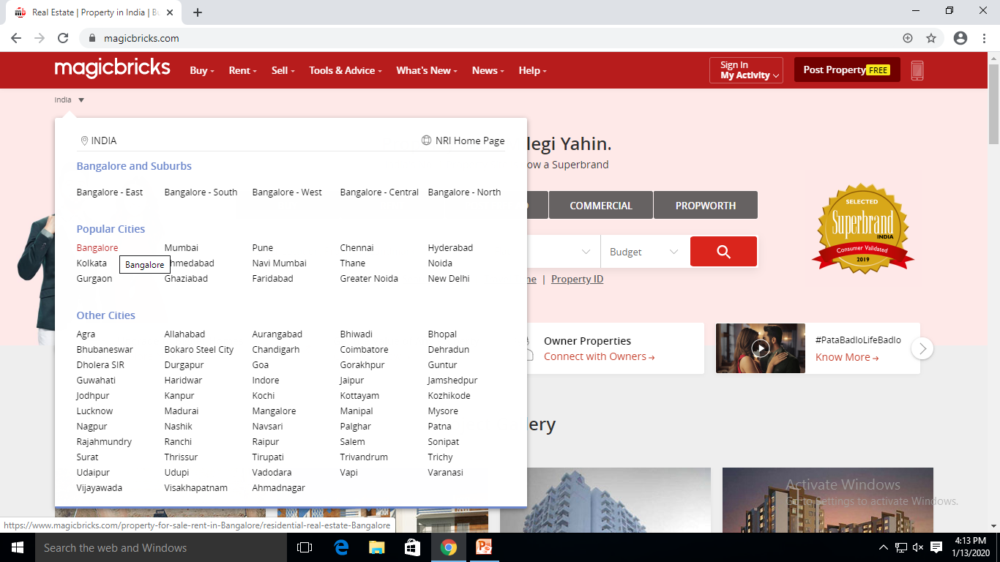 Real Estate | Property in India | Bu
magicbricks.com
magicbricks Buy Rent Sell Tools & Advice What's New News Help
Sign In
My Activity
Post Property FREE
India
INDIA NRI Home Page
Bangalore and Suburbs
Bangalore - East Bangalore - South Bangalore - West Bangalore - Central Bangalore - North
Popular Cities
Bangalore Mumbai Pune Chennai Hyderabad
Kolkata Ahmedabad Navi Mumbai Thane Noida
Bangalore
Gurgaon Ghaziabad Faridabad Greater Noida New Delhi
Other Cities
Agra Allahabad Aurangabad Bhiwadi Bhopal
Bhubaneswar Bokaro Steel City Chandigarh Coimbatore Dehradun
Dholera SIR Durgapur Goa Gorakhpur Guntur
Guwahati Haridwar Indore Jaipur Jamshedpur
Jodhpur Kanpur Kochi Kottayam Kozhikode
Lucknow Madurai Mangalore Manipal Mysore
Nagpur Nashik Navsari Palghar Patna
Rajahmundry Ranchi Raipur Salem Sonipat
Surat Thrissur Tirupati Trivandrum Trichy
Udaipur Udupi Vadodara Vapi Varanasi
Vijayawada Visakhapatnam Ahmadnagar
legi Yahin.
ow a Superbrand
COMMERCIAL PROPWORTH
Budget
ne | Property ID
SELECTED
Superbrand
INDIA
Consumer Validated
2019
Owner Properties
Connect with Owners →
#PataBadloLifeBadlo
Know More →
lery
Activate Windows
Go to Settings to activate Windows.
https://www.magicbricks.com/property-for-sale-rent-in-Bangalore/residential-real-estate-Bangalore
Search the web and Windows
4:13 PM
1/13/2020